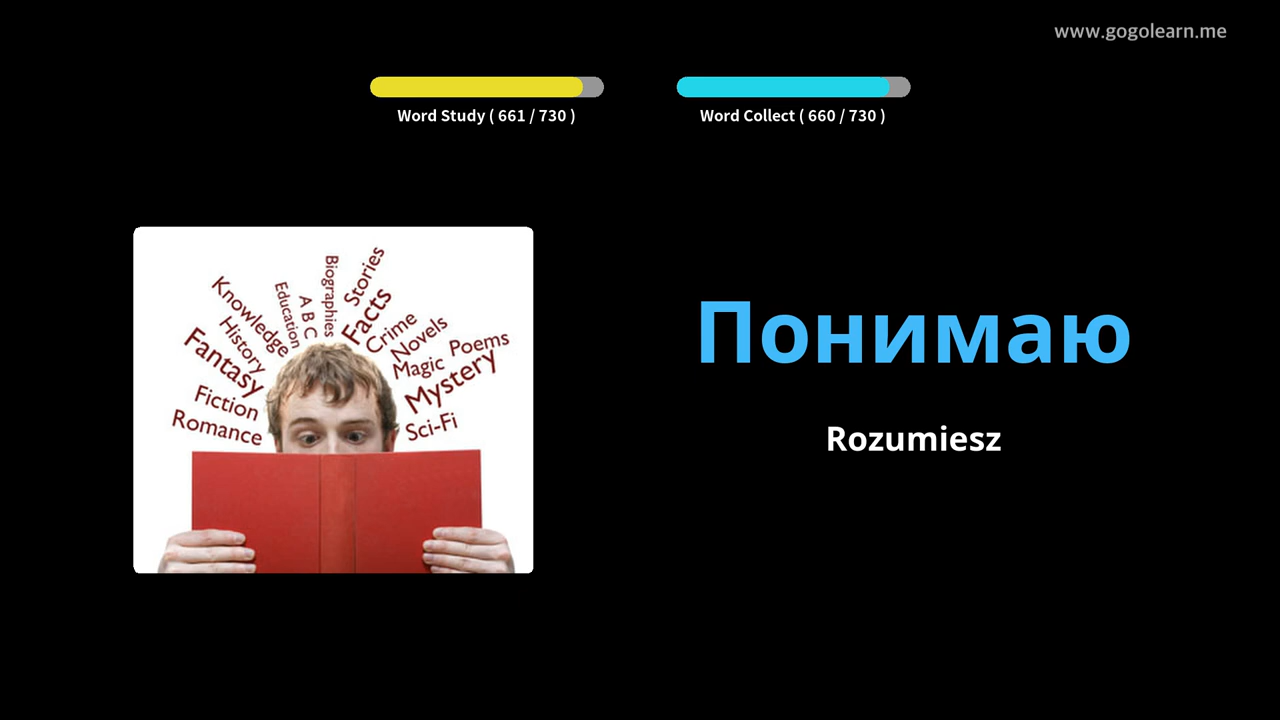 www.gogolearn.me
Word Study ( 661 / 730 )
Word Collect ( 660 / 730 )
Stories
Biographies
Knowledge
Education
A B C
Facts
Crime
History
Novels
Poems
Fantasy
Magic
Mystery
Fiction
Romance
Sci-Fi
Понимаю
Rozumiesz